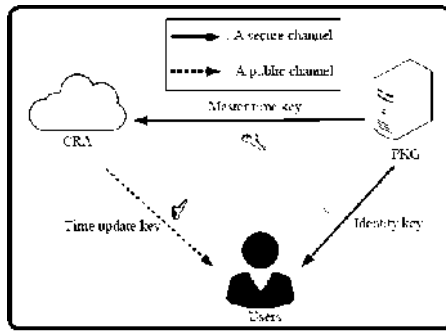 : A secure channel
: A public channel
Master time key
CRA
PKG
Time update key
Identity key
Users